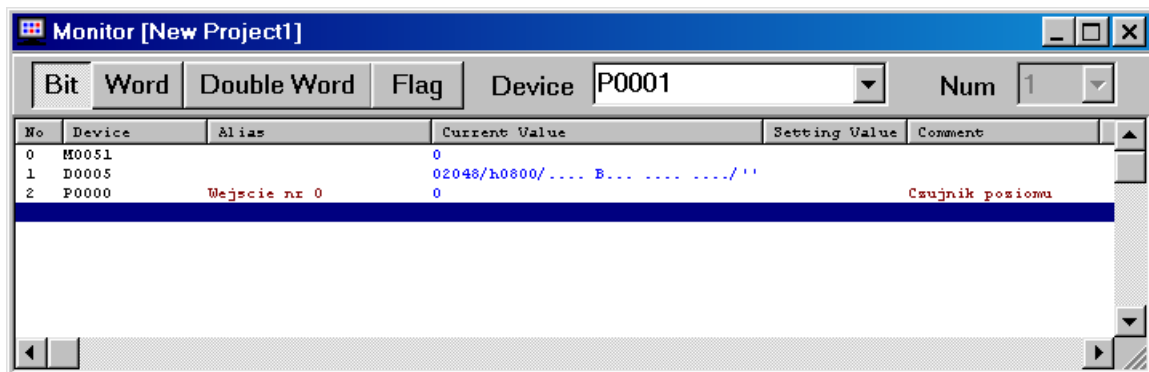 Monitor [New Project1]
Bit Word Double Word Flag Device P0001 Num 1
No Device Alias Current Value Setting Value Comment
0 M0051 0
1 D0005 02048/h0800/.... B... .... ..../''
2 P0000 Wejscie nr 0 0 Czujnik poziomu